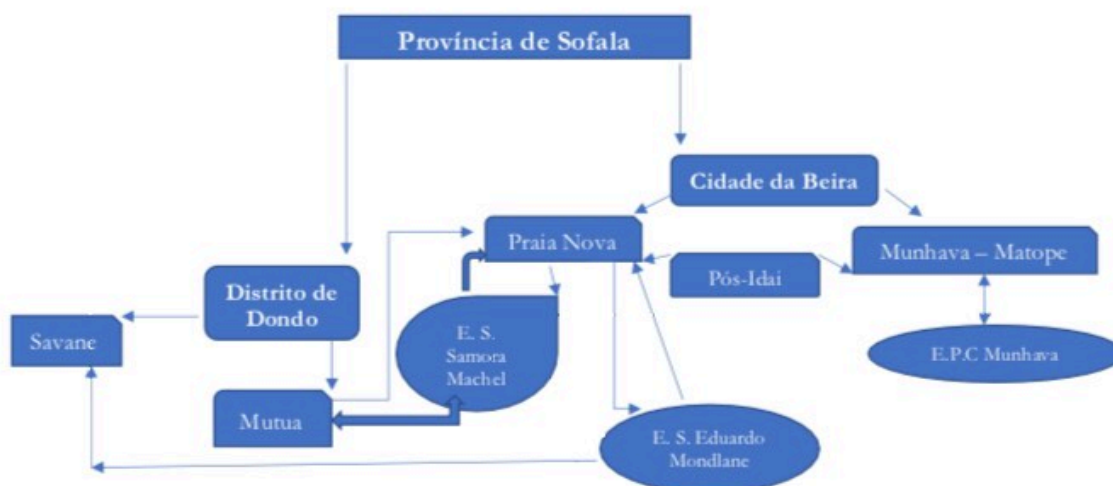 Província de Sofala
Cidade da Beira
Praia Nova
Munhava – Matope
Pós-Idai
Distrito de
Dondo
Savane
E. S.
Samora
Machel
E.P.C Munhava
Mutua
E. S. Eduardo
Mondlane